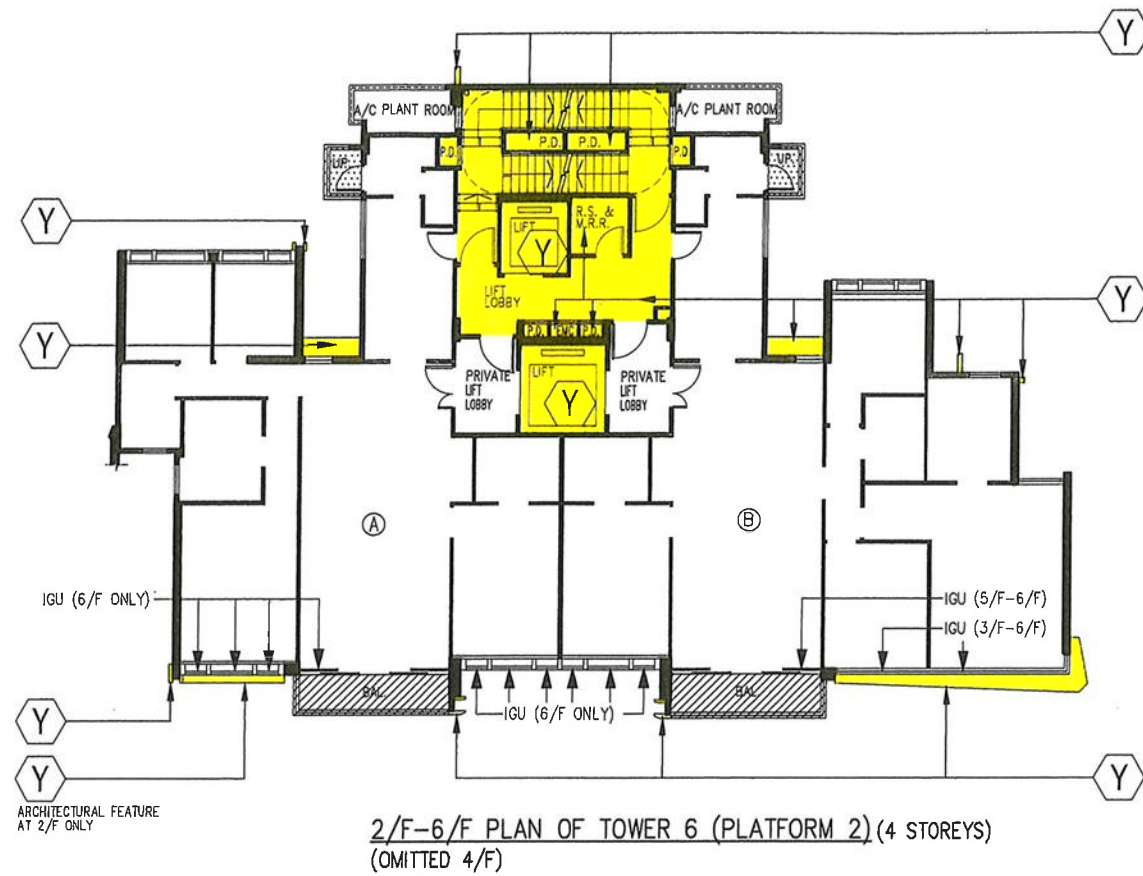 Y
A/C PLANT ROOM
A/C PLANT ROOM
P.D.
P.D.
P.D.
P.D.
U.P.
U.P.
R.S. &
M.R.R.
LIFT
Y
Y
LIFT
LOBBY
Y
Y
P.D.
EMC
P.D.
PRIVATE
LIFT
LOBBY
LIFT
Y
PRIVATE
LIFT
LOBBY
A
B
IGU (6/F ONLY)
IGU (5/F-6/F)
IGU (3/F-6/F)
BAL.
BAL.
IGU (6/F ONLY)
Y
Y
Y
ARCHITECTURAL FEATURE
AT 2/F ONLY
2/F-6/F PLAN OF TOWER 6 (PLATFORM 2) (4 STOREYS)
(OMITTED 4/F)